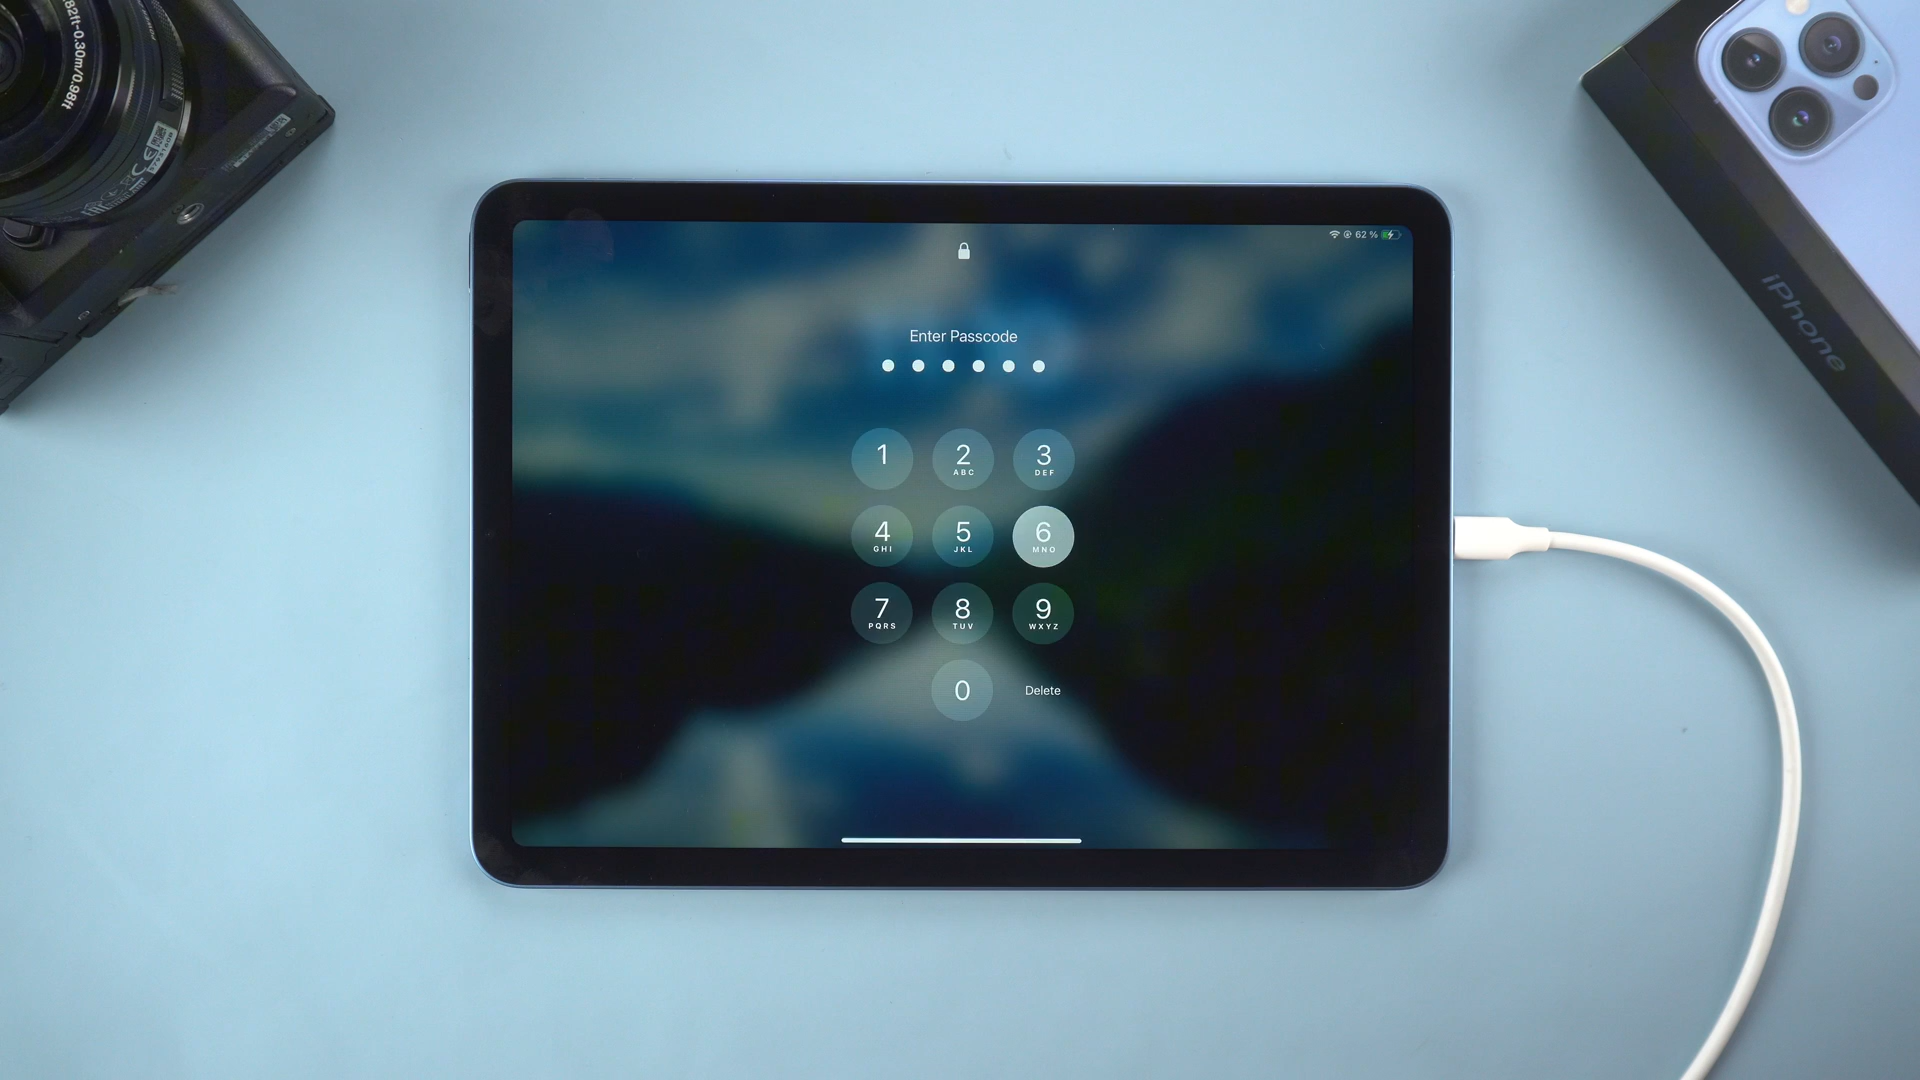 82ft-0.30m/0.98ft
62 %
Enter Passcode
1
2
ABC
3
DEF
4
GHI
5
JKL
6
MNO
7
PQRS
8
TUV
9
WXYZ
0
Delete
iPhone